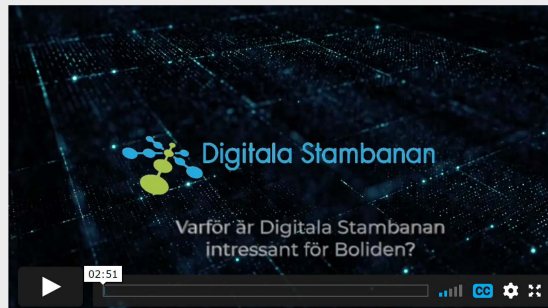 Digitala Stambanan
Varför är Digitala Stambanan
intressant för Boliden?
02:51
CC